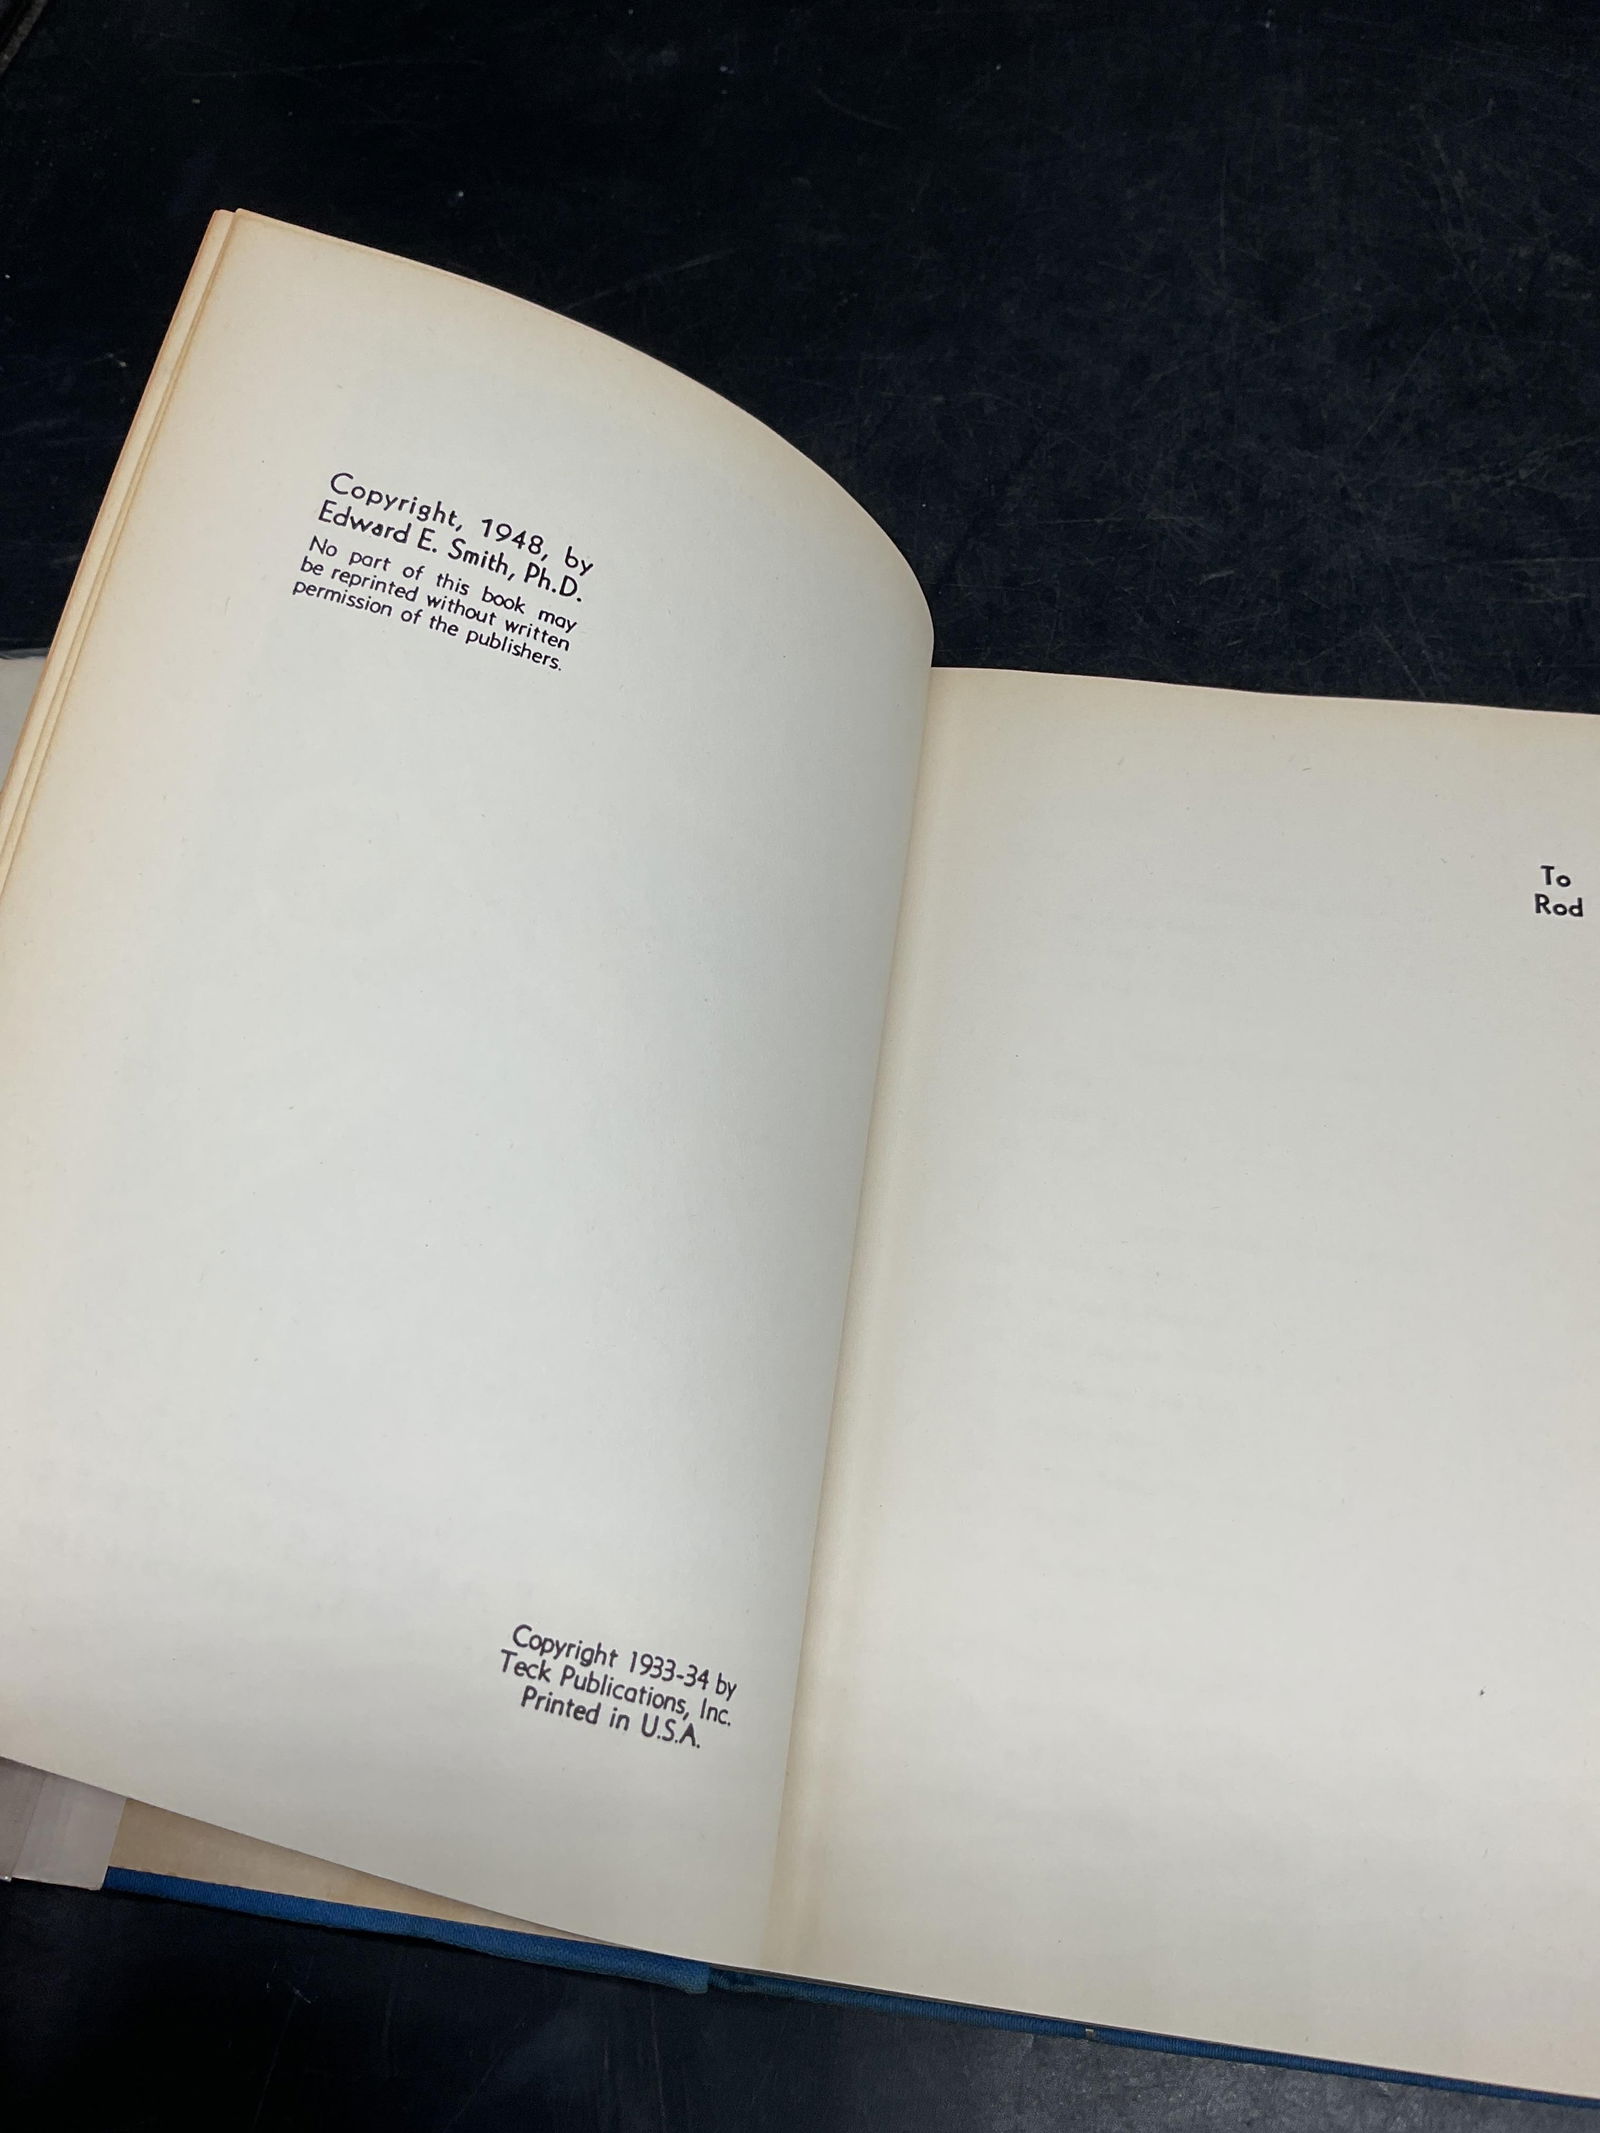 Copyright, 1948, by
Edward E. Smith, Ph.D.
No part of this book may
be reprinted without written
permission of the publishers.
Copyright 1933-34 by
Teck Publications, Inc.
Printed in U.S.A.
To
Rod